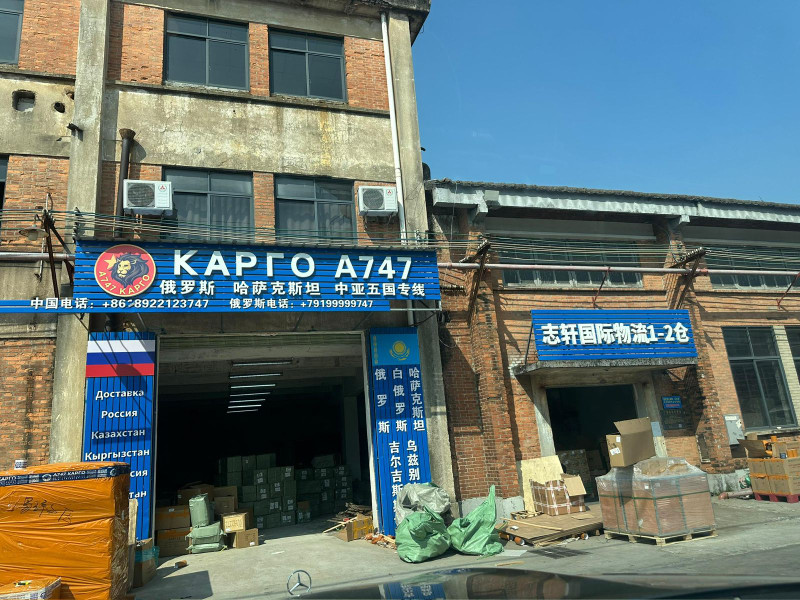 КАРГО А747
А747 КАРГО
俄罗斯 哈萨克斯坦 中亚五国专线
中国电话：+8618922123747 俄罗斯电话：+79199999747
志轩国际物流1-2仓
Доставка
Россия
Казахстан
Кыргызстан
俄罗斯
白俄罗斯
哈萨克斯坦
吉尔吉斯
乌兹别
А747 КАРГО